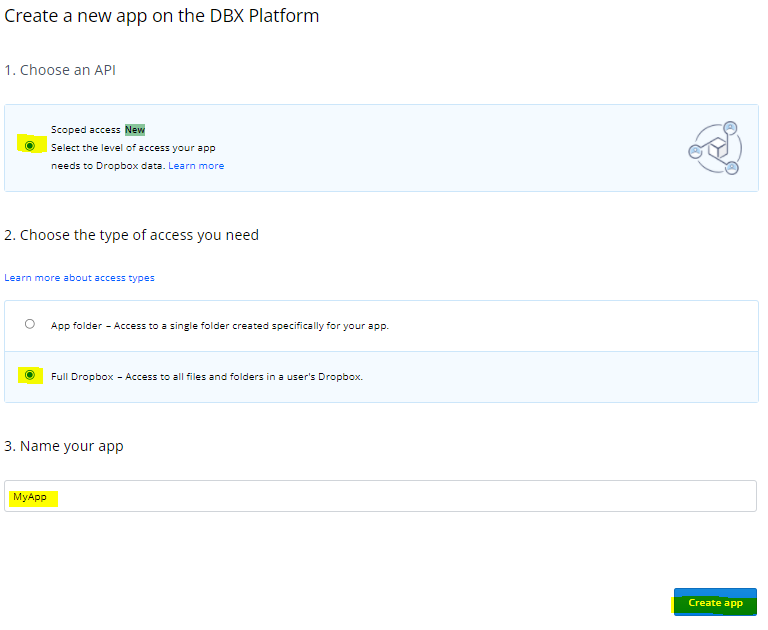 Create a new app on the DBX Platform
1. Choose an API
Scoped access New
Select the level of access your app
needs to Dropbox data. Learn more
2. Choose the type of access you need
Learn more about access types
App folder – Access to a single folder created specifically for your app.
Full Dropbox – Access to all files and folders in a user's Dropbox.
3. Name your app
MyApp
Create app